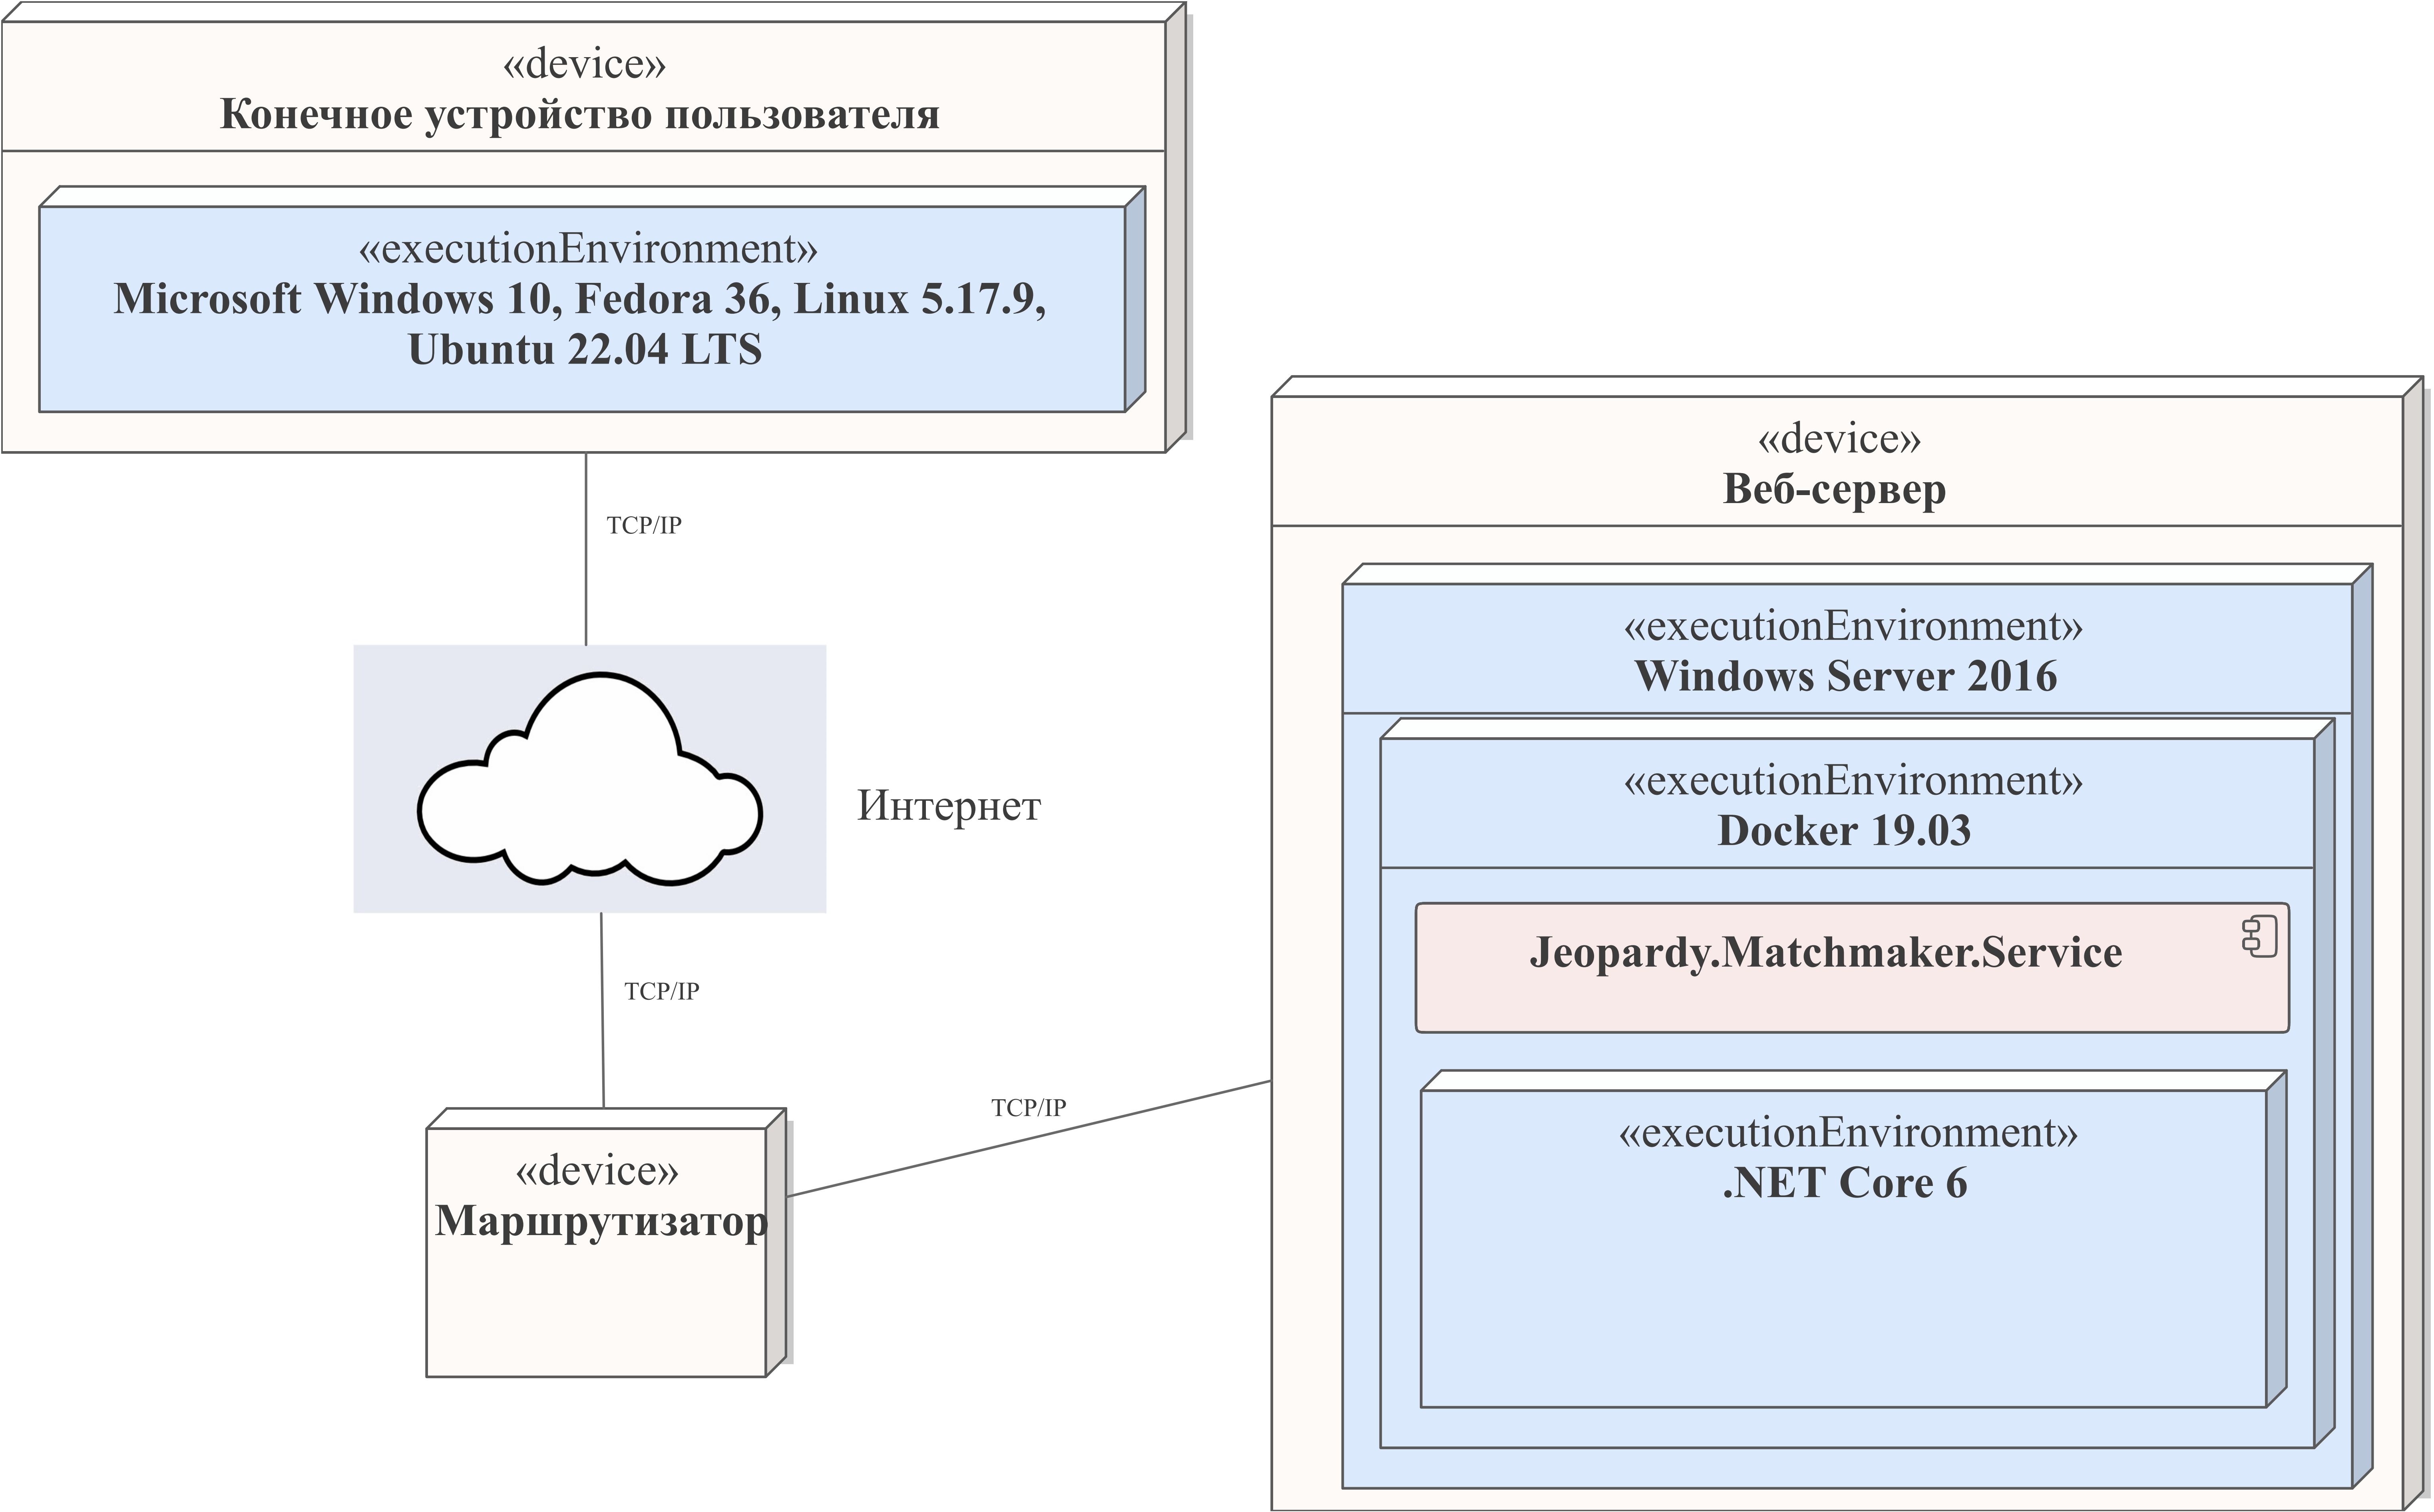 «device»
Конечное устройство пользователя
«executionEnvironment»
Microsoft Windows 10, Fedora 36, Linux 5.17.9,
Ubuntu 22.04 LTS
TCP/IP
Интернет
TCP/IP
«device»
Маршрутизатор
TCP/IP
«device»
Веб-сервер
«executionEnvironment»
Windows Server 2016
«executionEnvironment»
Docker 19.03
Jeopardy.Matchmaker.Service
«executionEnvironment»
.NET Core 6